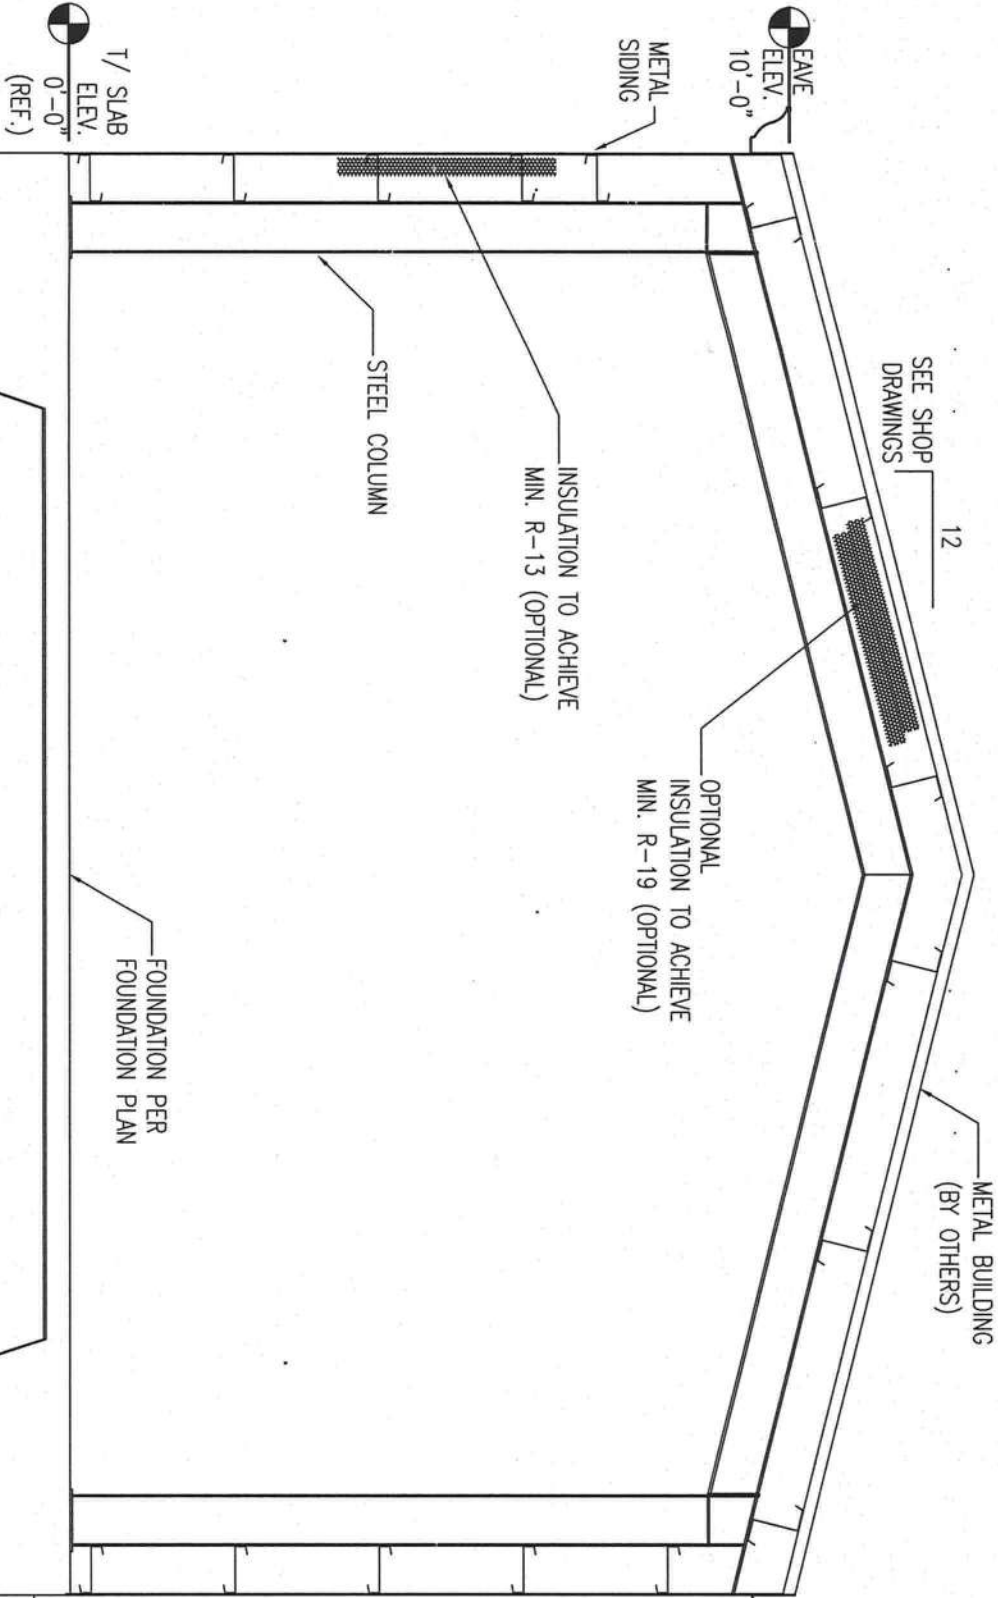 EAVE
ELEV.
10'-0"
METAL
SIDING
T/ SLAB
ELEV.
0'-0"
(REF.)
SEE SHOP
DRAWINGS
12
STEEL COLUMN
INSULATION TO ACHIEVE
MIN. R-13 (OPTIONAL)
OPTIONAL
INSULATION TO ACHIEVE
MIN. R-19 (OPTIONAL)
FOUNDATION PER
FOUNDATION PLAN
METAL BUILDING
(BY OTHERS)